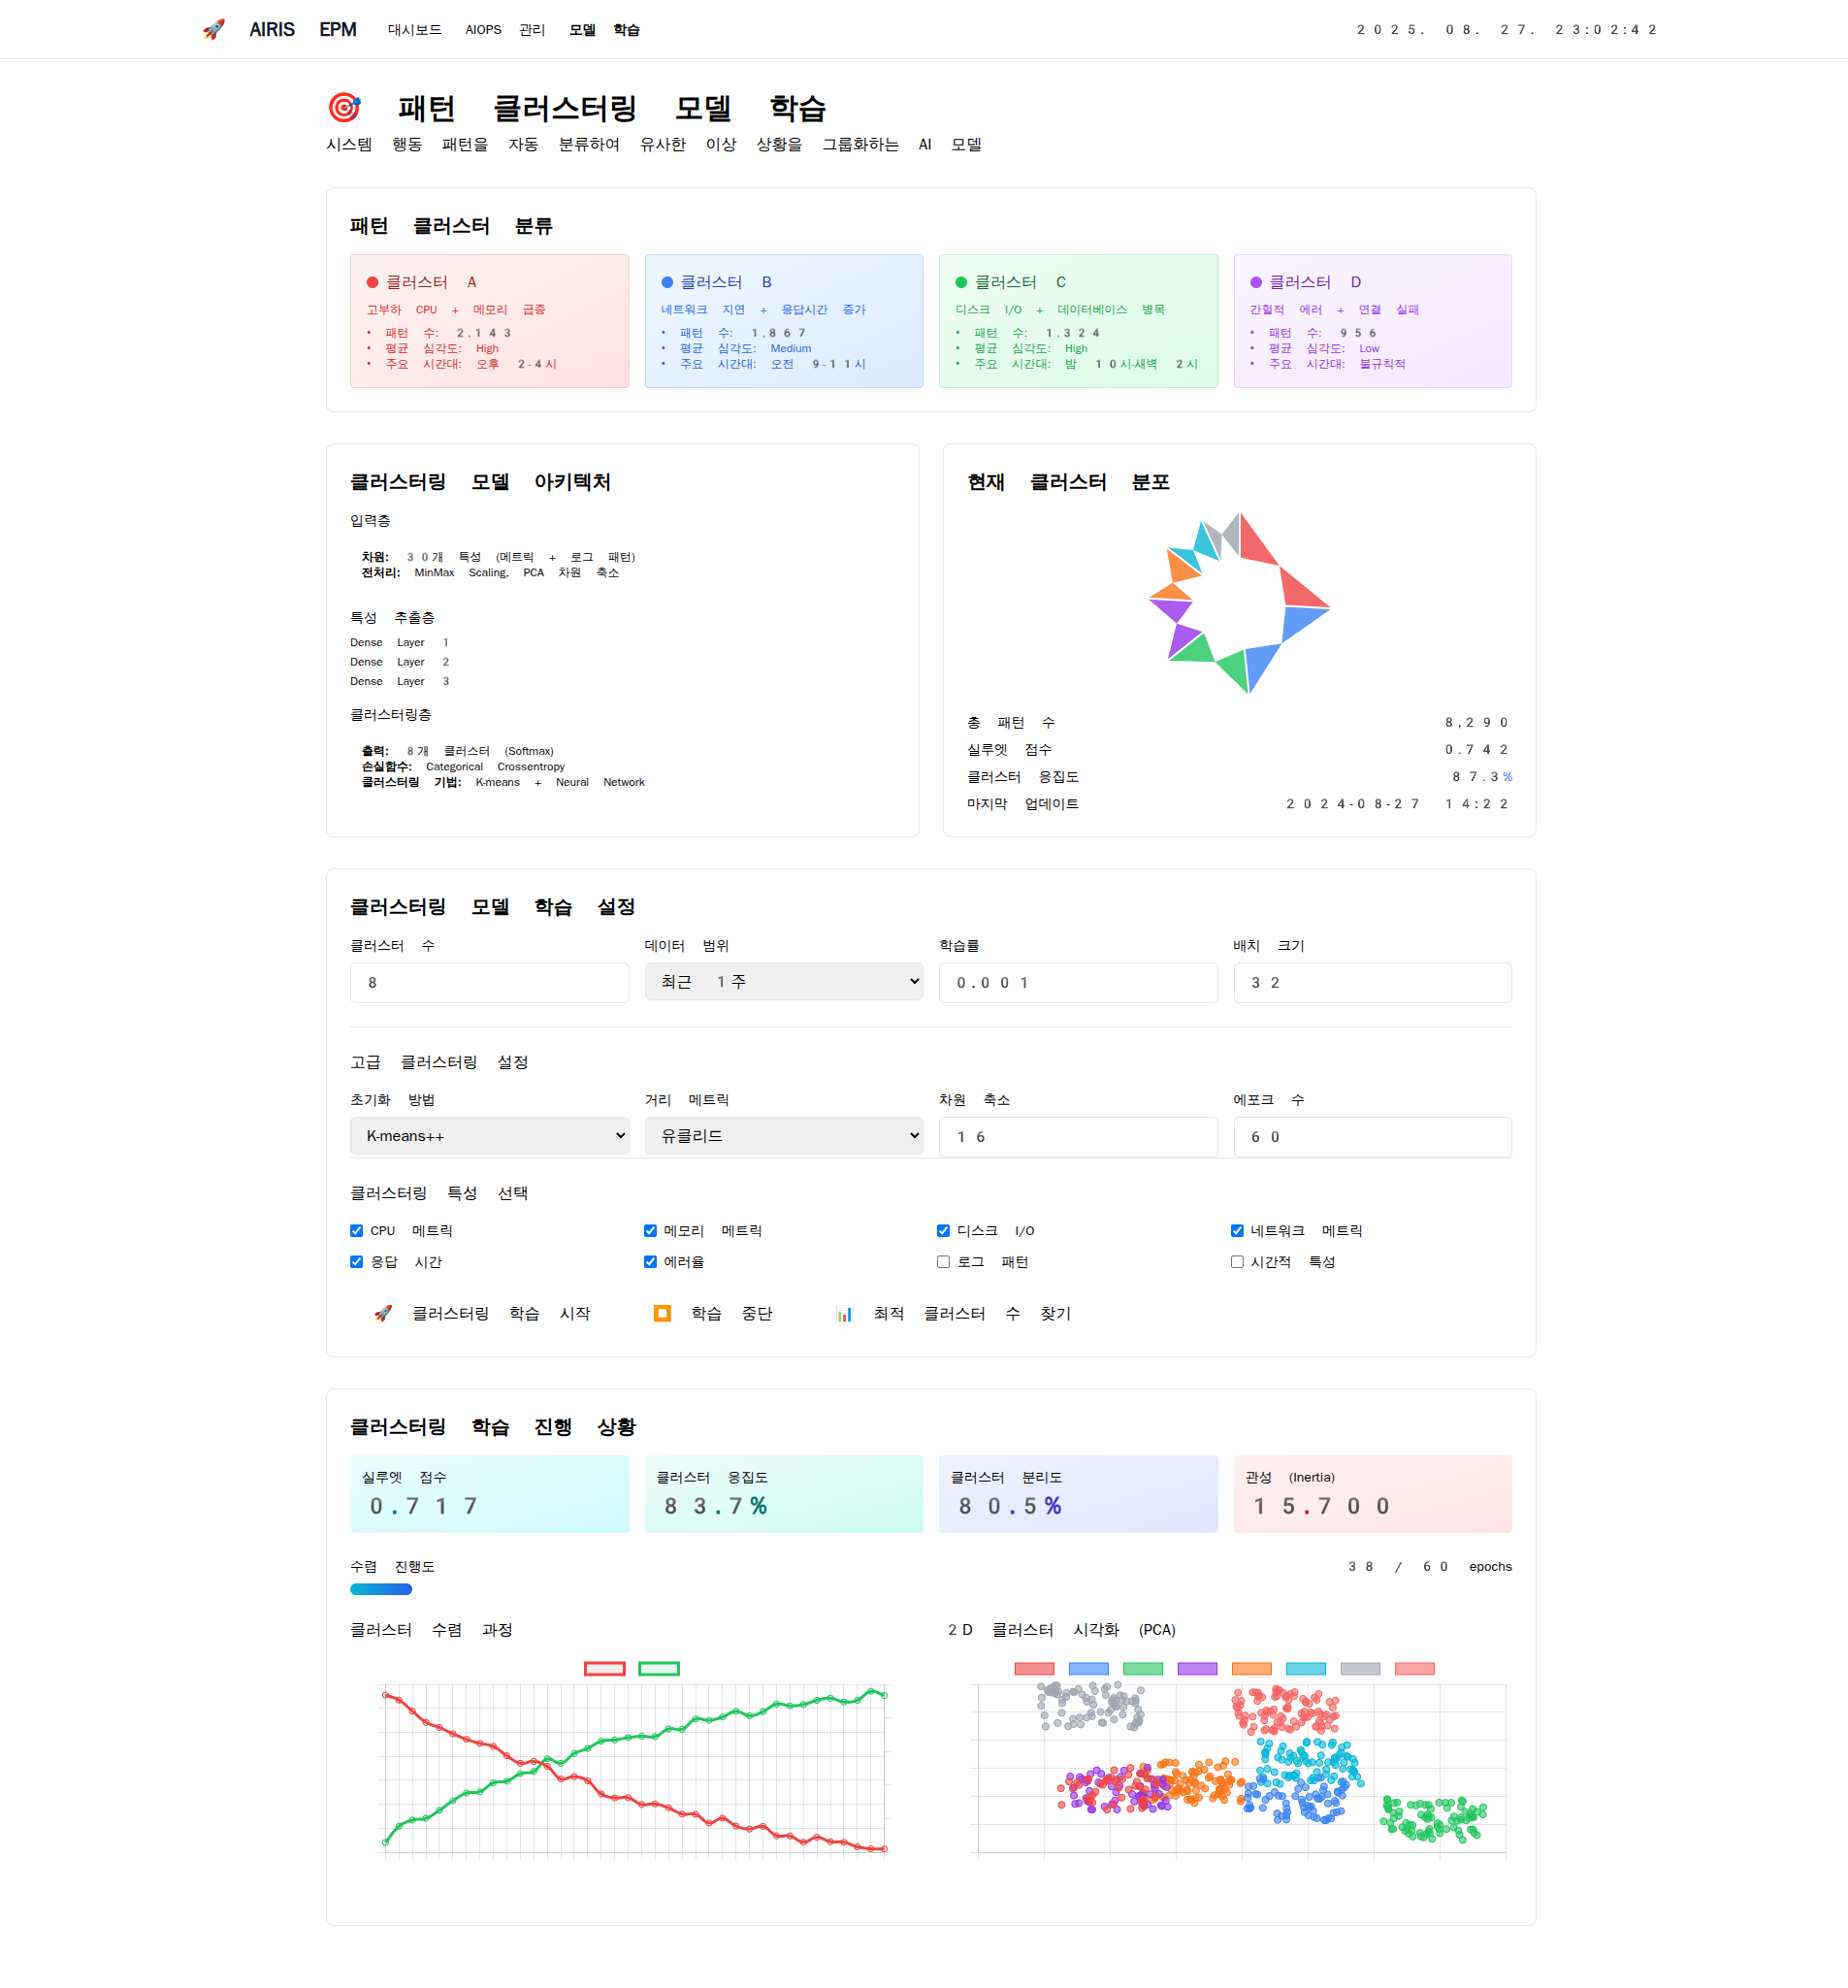 🚀 AIRIS EPM 대시보드 AIOPS 관리 모델 학습 2025. 08. 27. 23:02:42
🎯 패턴 클러스터링 모델 학습
시스템 행동 패턴을 자동 분류하여 유사한 이상 상황을 그룹화하는 AI 모델
패턴 클러스터 분류
클러스터 A
고부하 CPU + 메모리 급증
• 패턴 수: 2,143
• 평균 심각도: High
• 주요 시간대: 오후 2-4시
클러스터 B
네트워크 지연 + 응답시간 증가
• 패턴 수: 1,867
• 평균 심각도: Medium
• 주요 시간대: 오전 9-11시
클러스터 C
디스크 I/O + 데이터베이스 병목
• 패턴 수: 1,324
• 평균 심각도: High
• 주요 시간대: 밤 10시-새벽 2시
클러스터 D
간헐적 에러 + 연결 실패
• 패턴 수: 956
• 평균 심각도: Low
• 주요 시간대: 불규칙적
클러스터링 모델 아키텍처
입력층
차원: 30개 특성 (메트릭 + 로그 패턴)
전처리: MinMax Scaling, PCA 차원 축소
특성 추출층
Dense Layer 1
Dense Layer 2
Dense Layer 3
클러스터링층
출력: 8개 클러스터 (Softmax)
손실함수: Categorical Crossentropy
클러스터링 기법: K-means + Neural Network
현재 클러스터 분포
총 패턴 수 8,290
실루엣 점수 0.742
클러스터 응집도 87.3%
마지막 업데이트 2024-08-27 14:22
클러스터링 모델 학습 설정
클러스터 수 데이터 범위 학습률 배치 크기
8 최근 1주 0.001 32
고급 클러스터링 설정
초기화 방법 거리 메트릭 차원 축소 에포크 수
K-means++ 유클리드 16 60
클러스터링 특성 선택
CPU 메트릭 메모리 메트릭 디스크 I/O 네트워크 메트릭
응답 시간 에러율 로그 패턴 시간적 특성
🚀 클러스터링 학습 시작 ⏹️ 학습 중단 📊 최적 클러스터 수 찾기
클러스터링 학습 진행 상황
실루엣 점수 클러스터 응집도 클러스터 분리도 관성 (Inertia)
0.717 83.7% 80.5% 15.700
수렴 진행도 38 / 60 epochs
클러스터 수렴 과정 2D 클러스터 시각화 (PCA)